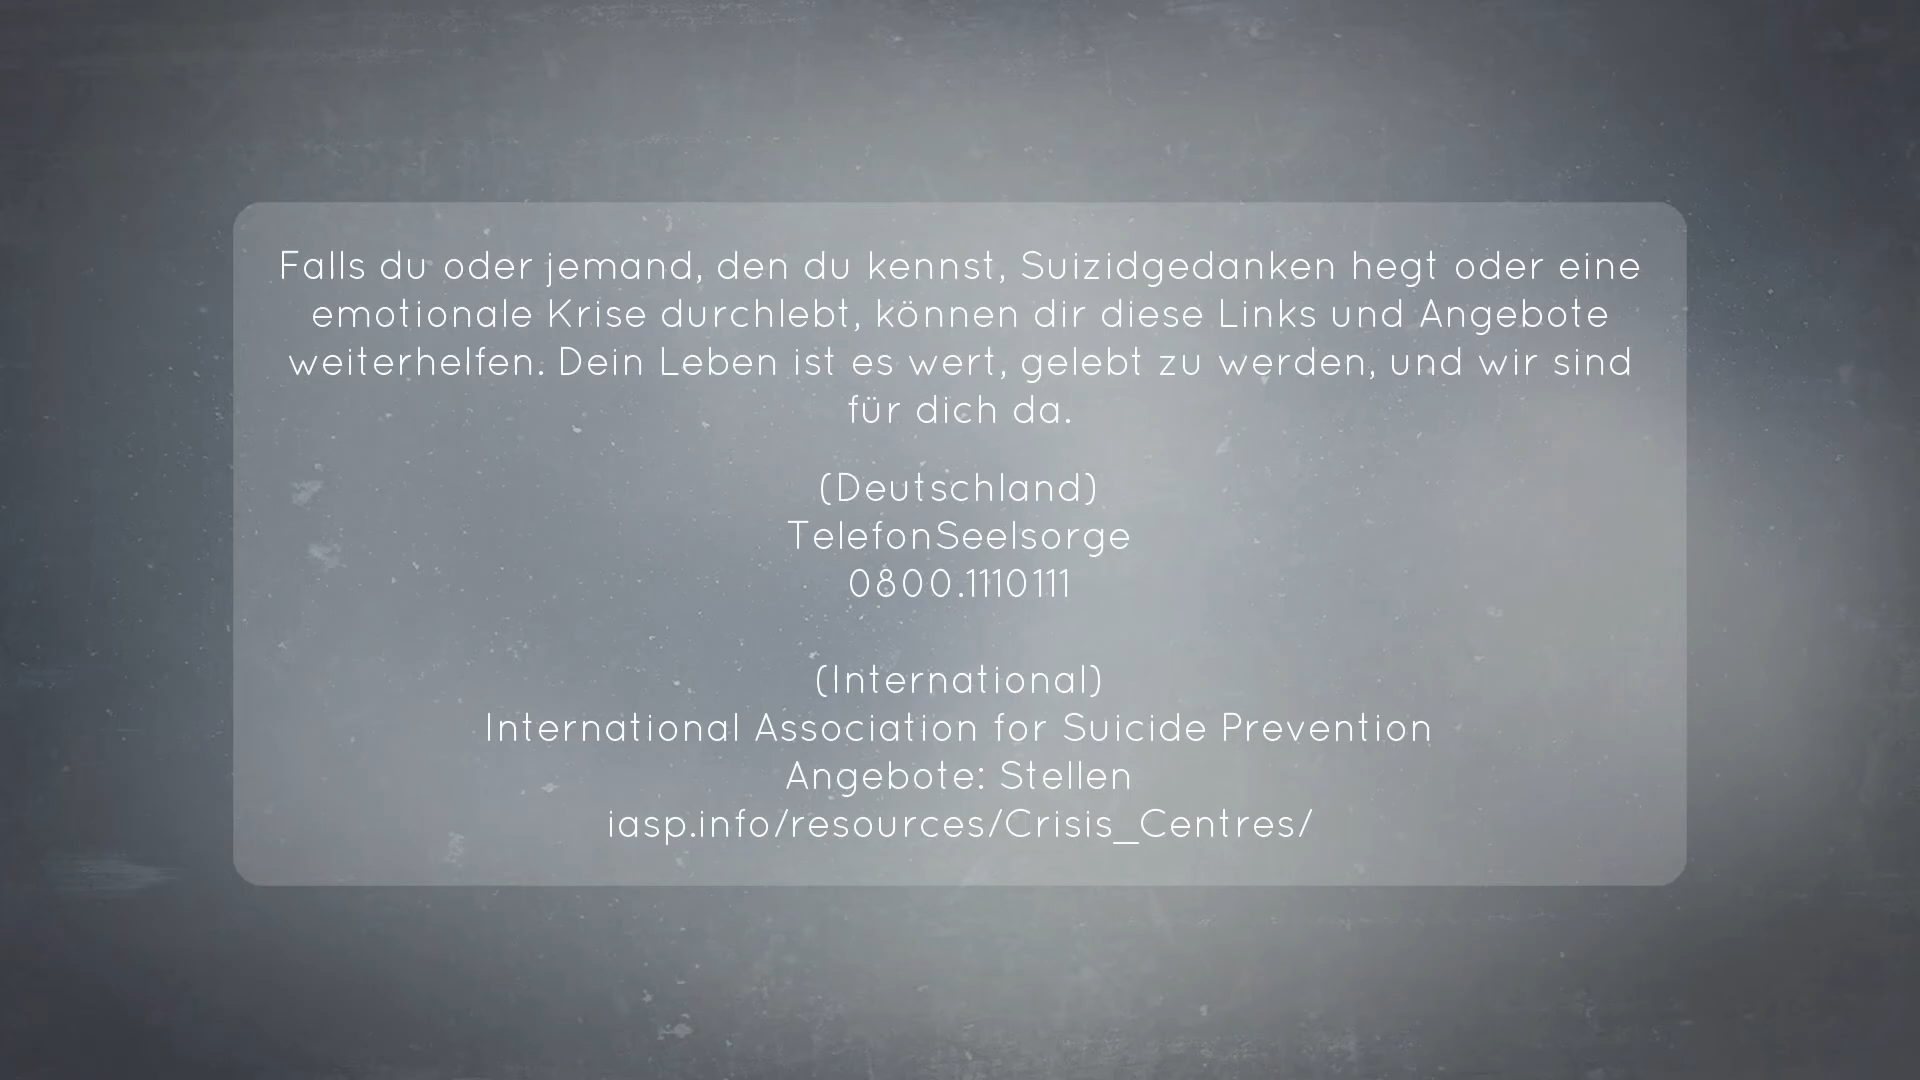 Falls du oder jemand, den du kennst, Suizidgedanken hegt oder eine
emotionale Krise durchlebt, können dir diese Links und Angebote
weiterhelfen. Dein Leben ist es wert, gelebt zu werden, und wir sind
für dich da.
(Deutschland)
TelefonSeelsorge
0800.1110111
(International)
International Association for Suicide Prevention
Angebote: Stellen
iasp.info/resources/Crisis_Centres/